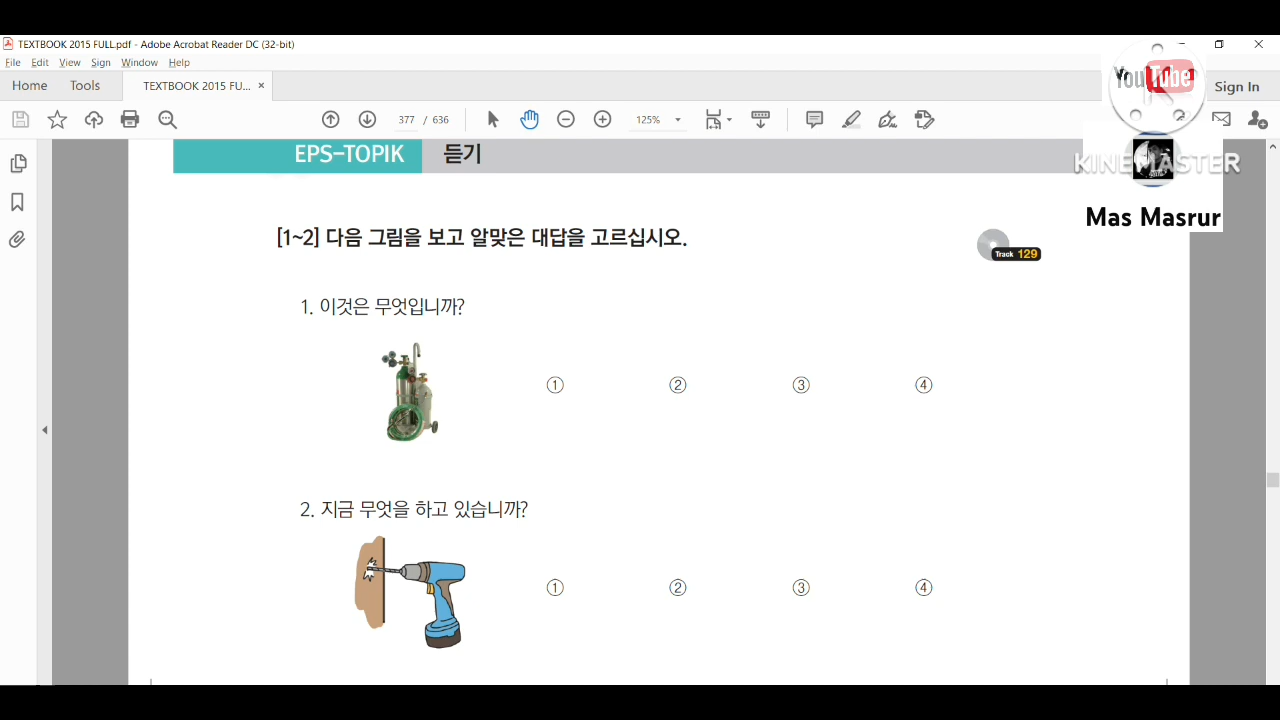 TEXTBOOK 2015 FULL.pdf - Adobe Acrobat Reader DC (32-bit)
File Edit View Sign Window Help
Home Tools TEXTBOOK 2015 FU... × Sign In
YouTube
377 / 636 125%
KINEMASTER
Mas Masrur
EPS-TOPIK 듣기
[1~2] 다음 그림을 보고 알맞은 대답을 고르십시오.
Track 129
1. 이것은 무엇입니까?
① ② ③ ④
2. 지금 무엇을 하고 있습니까?
① ② ③ ④